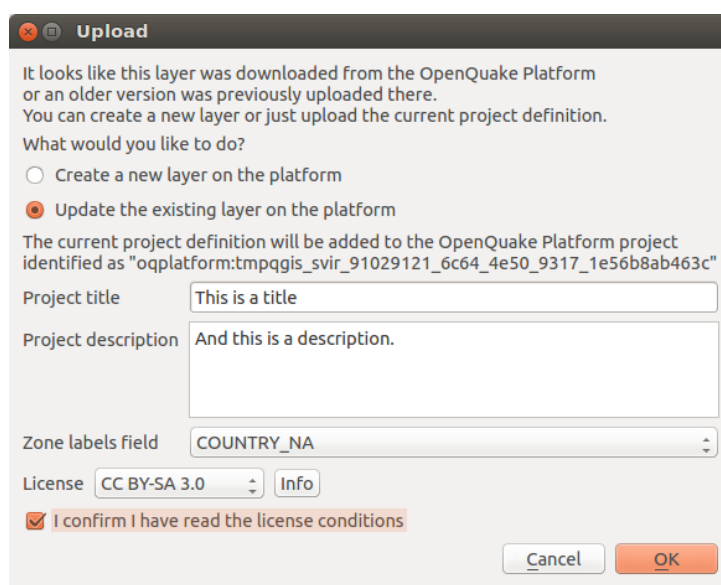 Upload
It looks like this layer was downloaded from the OpenQuake Platform
or an older version was previously uploaded there.
You can create a new layer or just upload the current project definition.
What would you like to do?
Create a new layer on the platform
Update the existing layer on the platform
The current project definition will be added to the OpenQuake Platform project
identified as "oqplatform:tmpqgis_svir_91029121_6c64_4e50_9317_1e56b8ab463c"
Project title This is a title
Project description And this is a description.
Zone labels field COUNTRY_NA
License CC BY-SA 3.0 Info
I confirm I have read the license conditions
Cancel OK